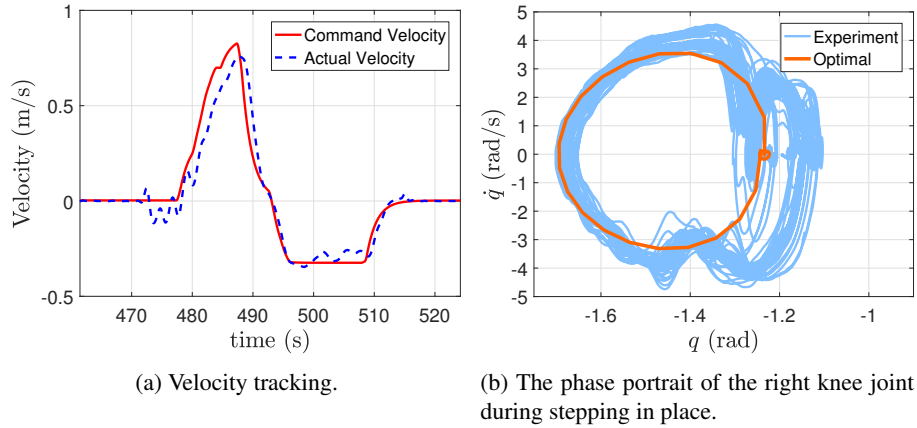 1
0.5
0
-0.5
Velocity (m/s)
470 480 490 500 510 520
time (s)
Command Velocity
Actual Velocity
(a) Velocity tracking.
5
4
3
2
1
0
-1
-2
-3
-4
-5
q̇ (rad/s)
-1.6 -1.4 -1.2 -1
q (rad)
Experiment
Optimal
(b) The phase portrait of the right knee joint
during stepping in place.